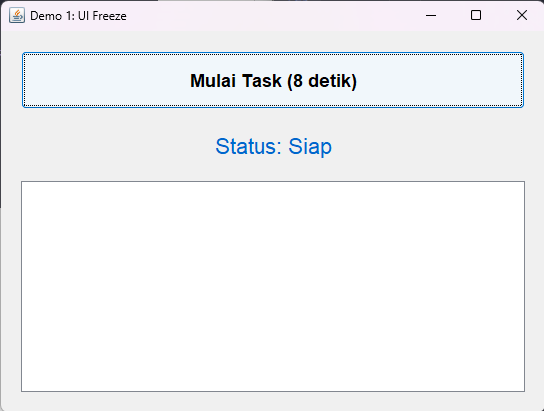 Demo 1: UI Freeze
Mulai Task (8 detik)
Status: Siap